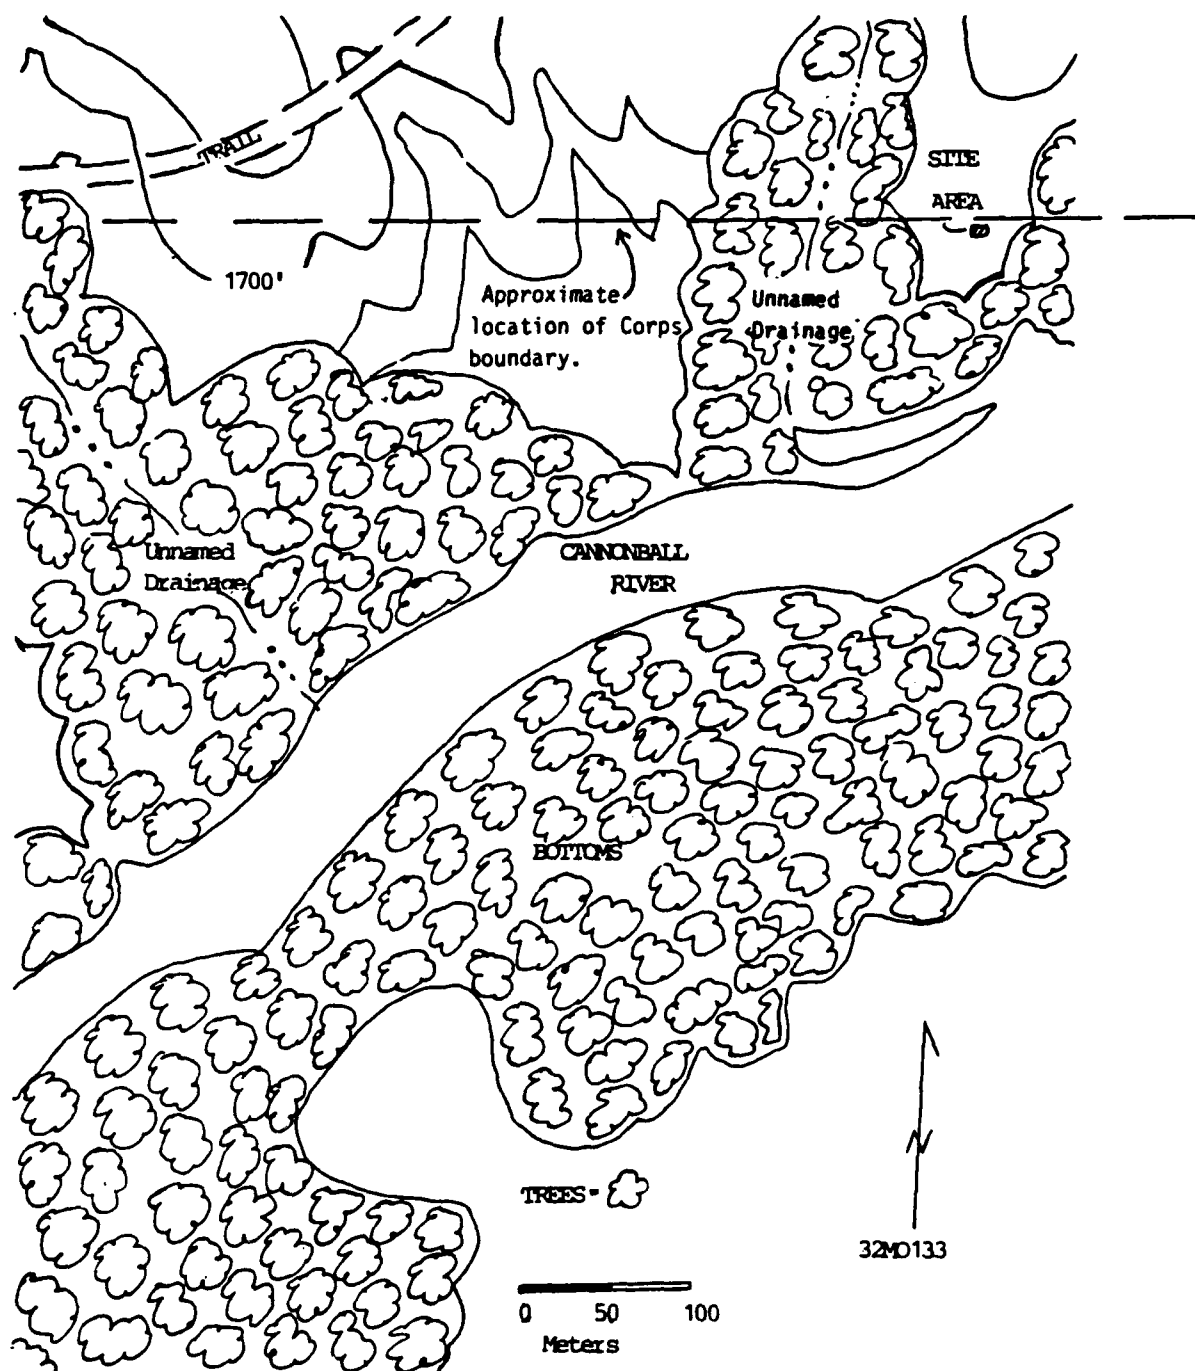 TRAIL
SITE
AREA
1700'
Approximate
location of Corps
boundary.
Unnamed
Drainage
CANNONBALL
RIVER
Unnamed
Drainage
BOTTOMS
TREES-
32MO133
0 50 100
Meters